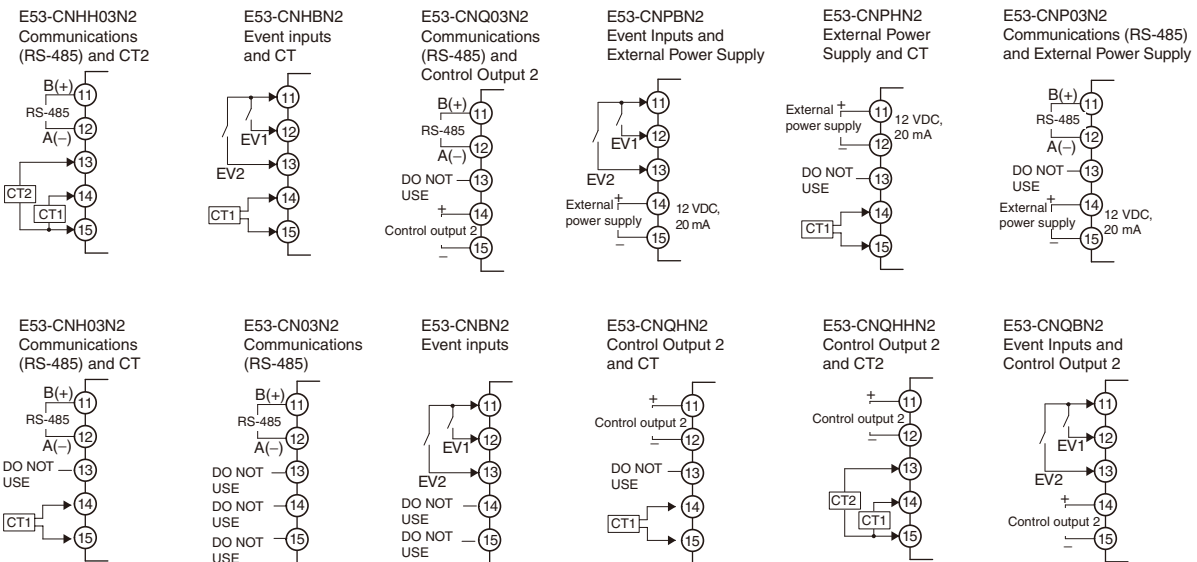 E53-CNHH03N2
Communications
(RS-485) and CT2
B(+)
11
RS-485
12
A(−)
13
CT2
14
CT1
15
E53-CNHBN2
Event inputs
and CT
11
12
EV1
13
EV2
14
CT1
15
E53-CNQ03N2
Communications
(RS-485) and
Control Output 2
B(+)
11
RS-485
12
A(−)
DO NOT
13
USE
+
14
Control output 2
15
−
E53-CNPBN2
Event Inputs and
External Power Supply
11
12
EV1
13
EV2
External +
14
12 VDC,
power supply
20 mA
−
15
E53-CNPHN2
External Power
Supply and CT
External +
11
12 VDC,
power supply
20 mA
−
12
DO NOT
13
USE
14
CT1
15
E53-CNP03N2
Communications (RS-485)
and External Power Supply
B(+)
11
RS-485
12
A(−)
DO NOT
13
USE
External +
14
12 VDC,
power supply
20 mA
−
15
E53-CNH03N2
Communications
(RS-485) and CT
B(+)
11
RS-485
12
A(−)
DO NOT
13
USE
14
CT1
15
E53-CN03N2
Communications
(RS-485)
B(+)
11
RS-485
12
A(−)
DO NOT
13
USE
DO NOT
14
USE
DO NOT
15
USE
E53-CNBN2
Event inputs
11
12
EV1
13
EV2
DO NOT
14
USE
DO NOT
15
USE
E53-CNQHN2
Control Output 2
and CT
+
11
Control output 2
12
−
DO NOT
13
USE
14
CT1
15
E53-CNQHHN2
Control Output 2
and CT2
+
11
Control output 2
12
−
13
CT2
14
CT1
15
E53-CNQBN2
Event Inputs and
Control Output 2
11
12
EV1
13
EV2
+
14
Control output 2
15
−